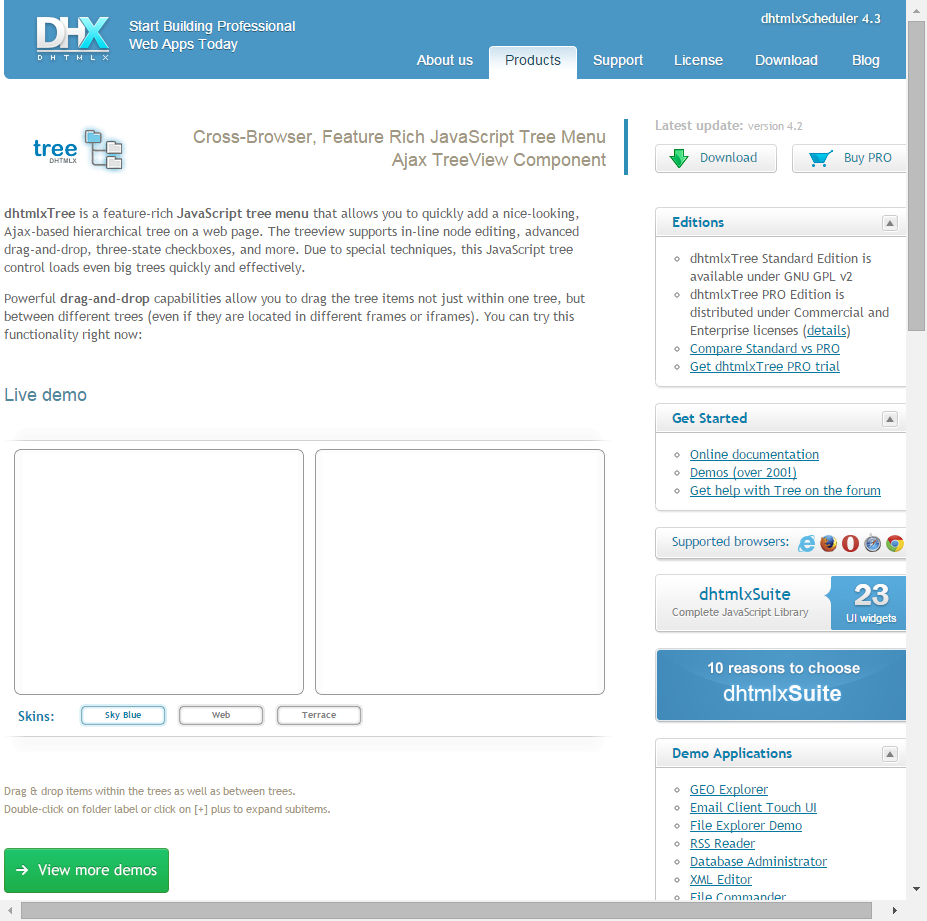 DHX
DHTMLX
Start Building Professional
Web Apps Today
dhtmlxScheduler 4.3
About us
Products
Support
License
Download
Blog
tree
DHTMLX
Cross-Browser, Feature Rich JavaScript Tree Menu
Ajax TreeView Component
Latest update: version 4.2
Download
Buy PRO
dhtmlxTree is a feature-rich JavaScript tree menu that allows you to quickly add a nice-looking,
Ajax-based hierarchical tree on a web page. The treeview supports in-line node editing, advanced
drag-and-drop, three-state checkboxes, and more. Due to special techniques, this JavaScript tree
control loads even big trees quickly and effectively.
Powerful drag-and-drop capabilities allow you to drag the tree items not just within one tree, but
between different trees (even if they are located in different frames or iframes). You can try this
functionality right now:
Live demo
Skins:
Sky Blue
Web
Terrace
Drag & drop items within the trees as well as between trees.
Double-click on folder label or click on [+] plus to expand subitems.
View more demos
Editions
dhtmlxTree Standard Edition is
available under GNU GPL v2
dhtmlxTree PRO Edition is
distributed under Commercial and
Enterprise licenses (details)
Compare Standard vs PRO
Get dhtmlxTree PRO trial
Get Started
Online documentation
Demos (over 200!)
Get help with Tree on the forum
Supported browsers:
dhtmlxSuite
Complete JavaScript Library
23
UI widgets
10 reasons to choose
dhtmlxSuite
Demo Applications
GEO Explorer
Email Client Touch UI
File Explorer Demo
RSS Reader
Database Administrator
XML Editor
File Commander